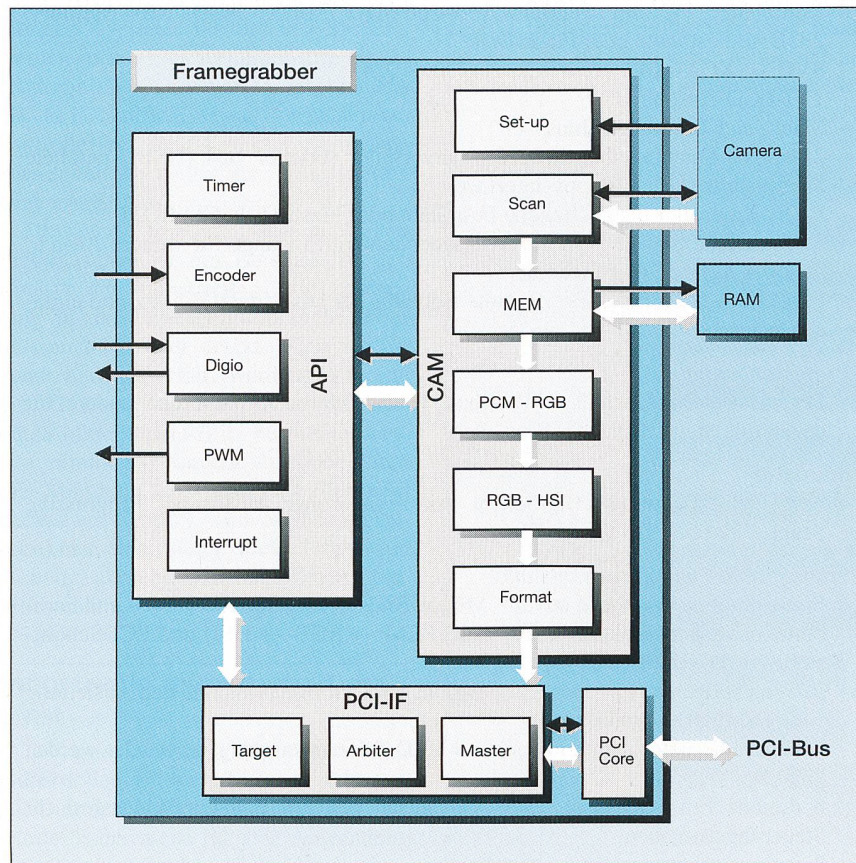 Framegrabber
Timer
Encoder
Digio
PWM
Interrupt
API
CAM
Set-up
Scan
MEM
PCM - RGB
RGB - HSI
Format
Camera
RAM
PCI-IF
Target
Arbiter
Master
PCI
Core
PCI-Bus